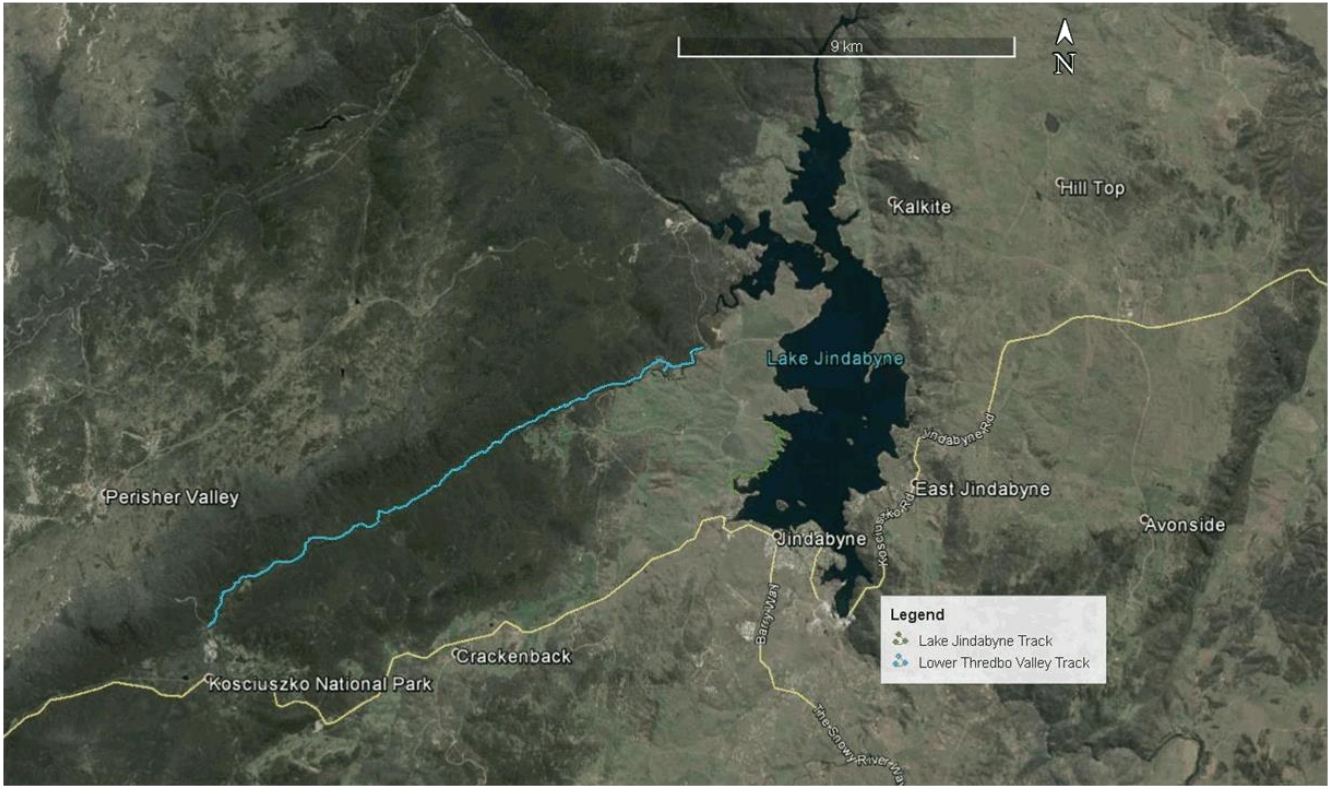 9 km
N
Hill Top
Kalkite
Lake Jindabyne
Jindabyne Rd
Perisher Valley
East Jindabyne
Kosciuszko Rd
Avonside
Jindabyne
Barry Way
Crackenback
Kosciuszko National Park
The Snowy River Way
Legend
Lake Jindabyne Track
Lower Thredbo Valley Track